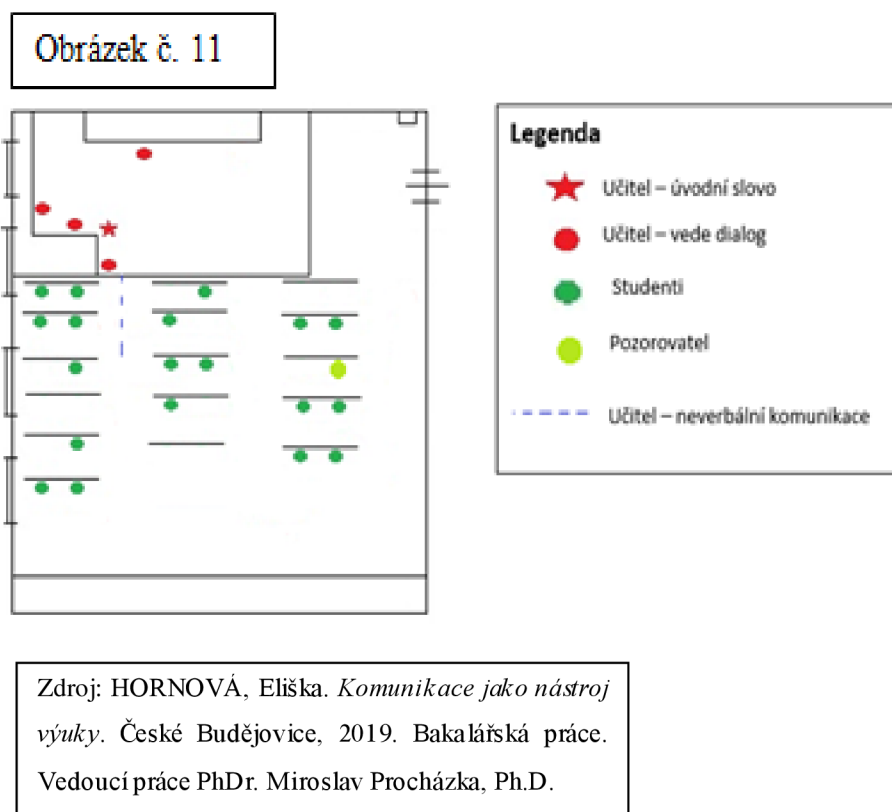 Obrázek č. 11
Legenda
Učitel – úvodní slovo
Učitel – vede dialog
Studenti
Pozorovatel
Učitel – neverbální komunikace
Zdroj: HORNOVÁ, Eliška. Komunikace jako nástroj
výuky. České Budějovice, 2019. Bakalářská práce.
Vedoucí práce PhDr. Miroslav Procházka, Ph.D.